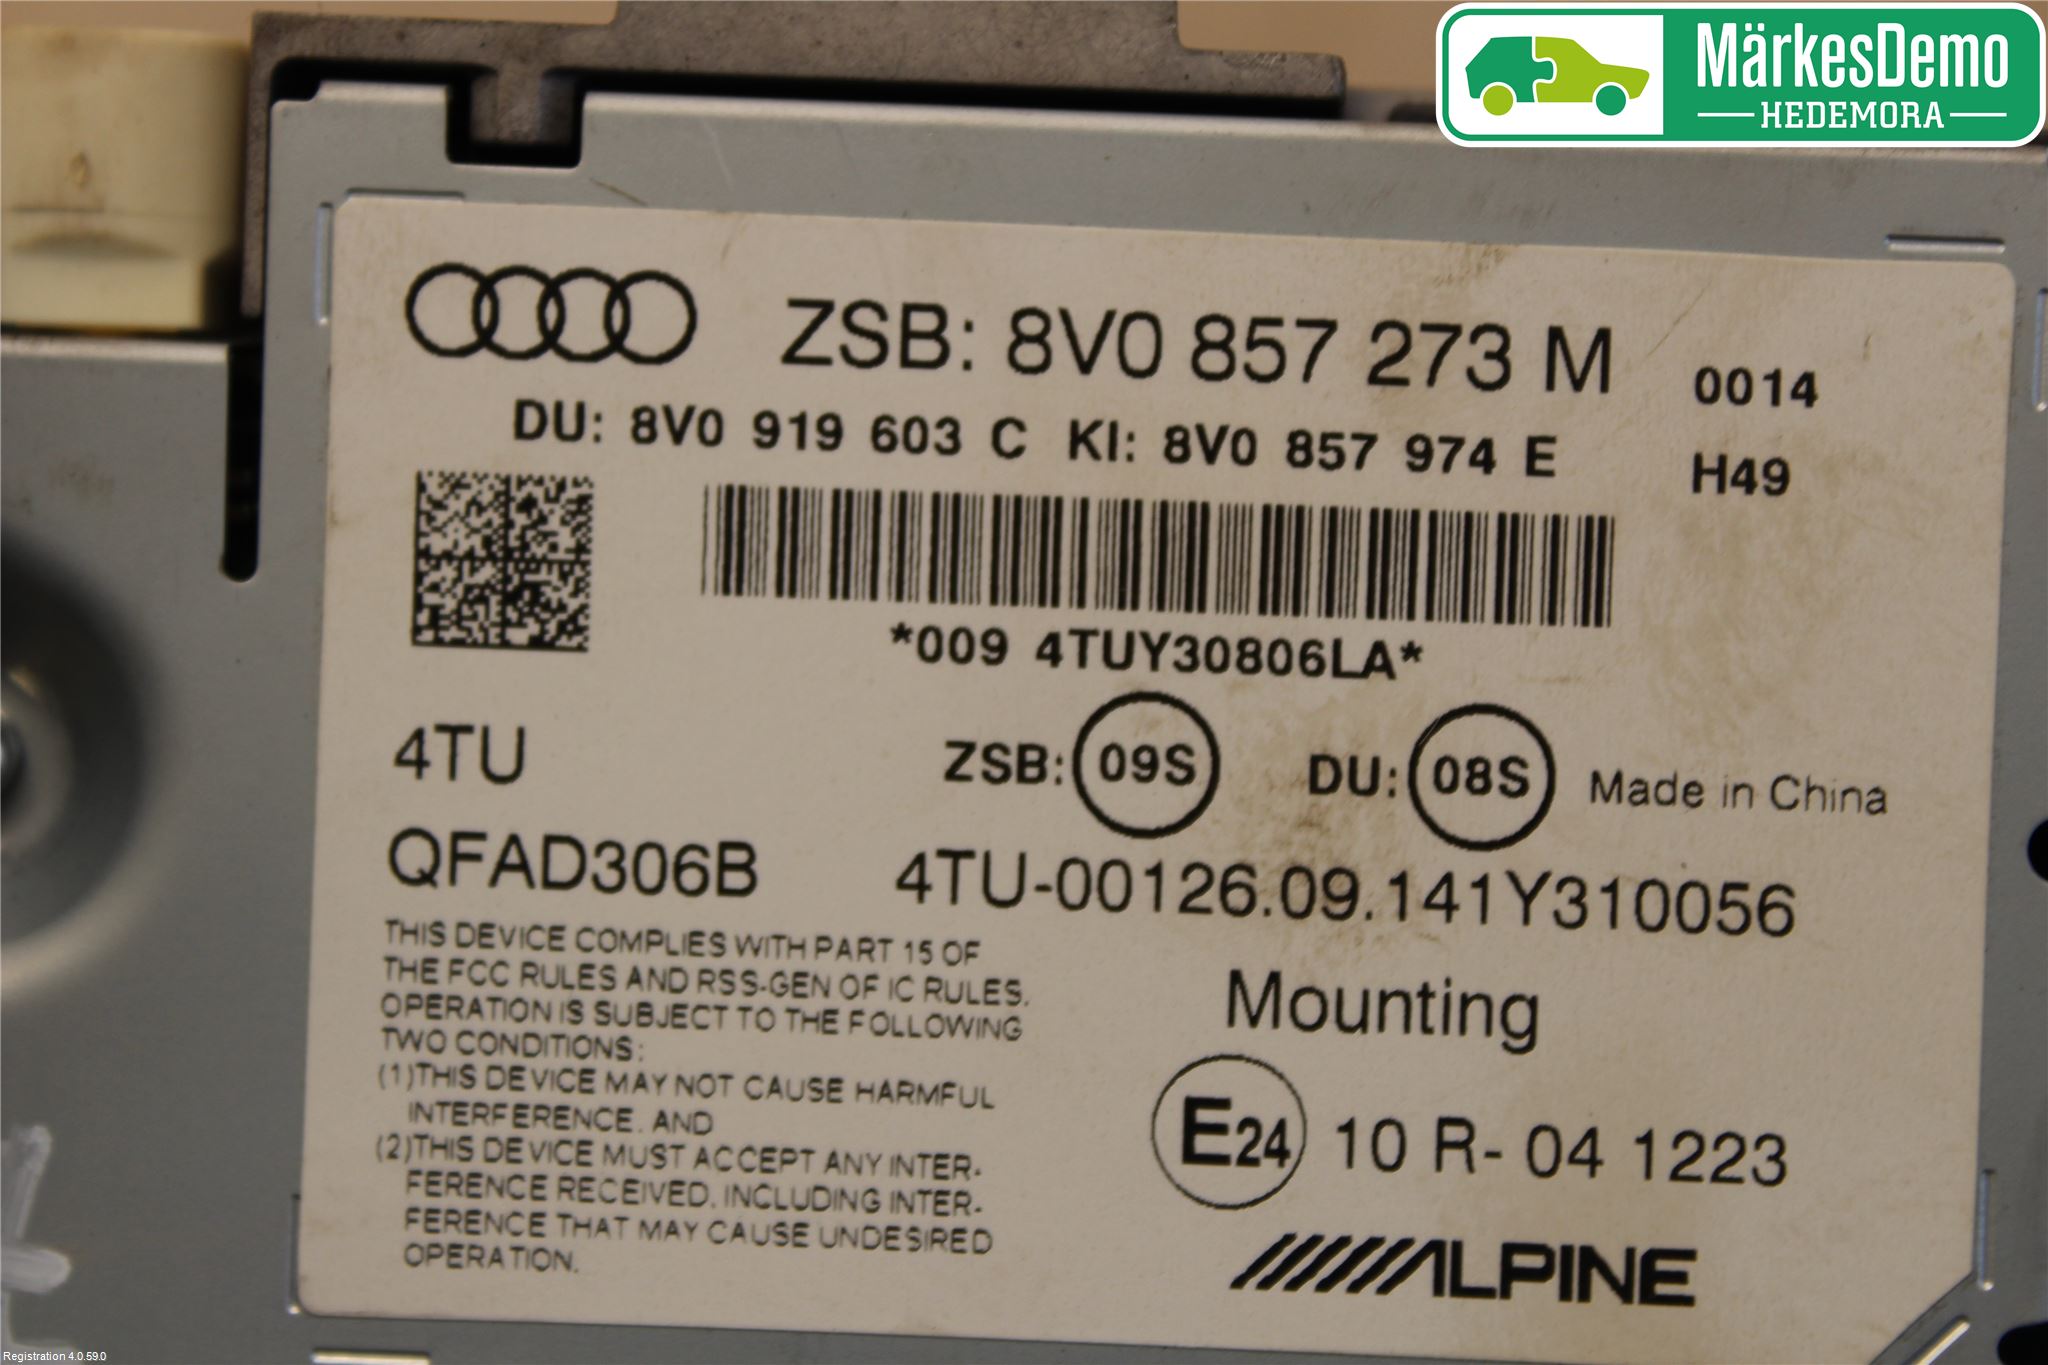 MärkesDemo
HEDEMORA
ZSB: 8V0 857 273 M
0014
DU: 8V0 919 603 C KI: 8V0 857 974 E
H49
*009 4TUY30806LA*
4TU
ZSB: 09S DU: 08S Made in China
QFAD306B
4TU-00126.09.141Y310056
THIS DEVICE COMPLIES WITH PART 15 OF
THE FCC RULES AND RSS-GEN OF IC RULES.
OPERATION IS SUBJECT TO THE FOLLOWING
TWO CONDITIONS:
(1)THIS DEVICE MAY NOT CAUSE HARMFUL
INTERFERENCE. AND
(2)THIS DEVICE MUST ACCEPT ANY INTER-
FERENCE RECEIVED. INCLUDING INTER-
FERENCE THAT MAY CAUSE UNDESIRED
OPERATION.
Mounting
E24 10 R- 04 1223
ALPINE
Registration 4.0.59.0